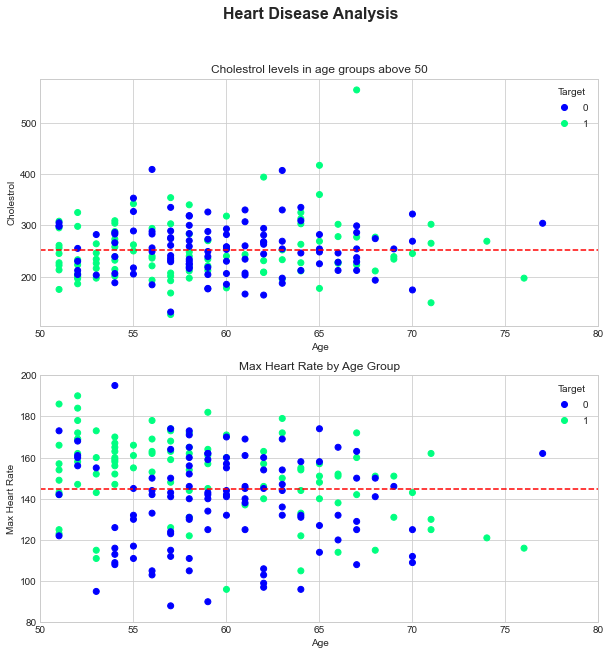 Heart Disease Analysis
Cholestrol levels in age groups above 50
Target
0
1
Cholestrol
500
400
300
200
50 55 60 65 70 75 80
Age
Max Heart Rate by Age Group
Target
0
1
Max Heart Rate
200
180
160
140
120
100
80
50 55 60 65 70 75 80
Age